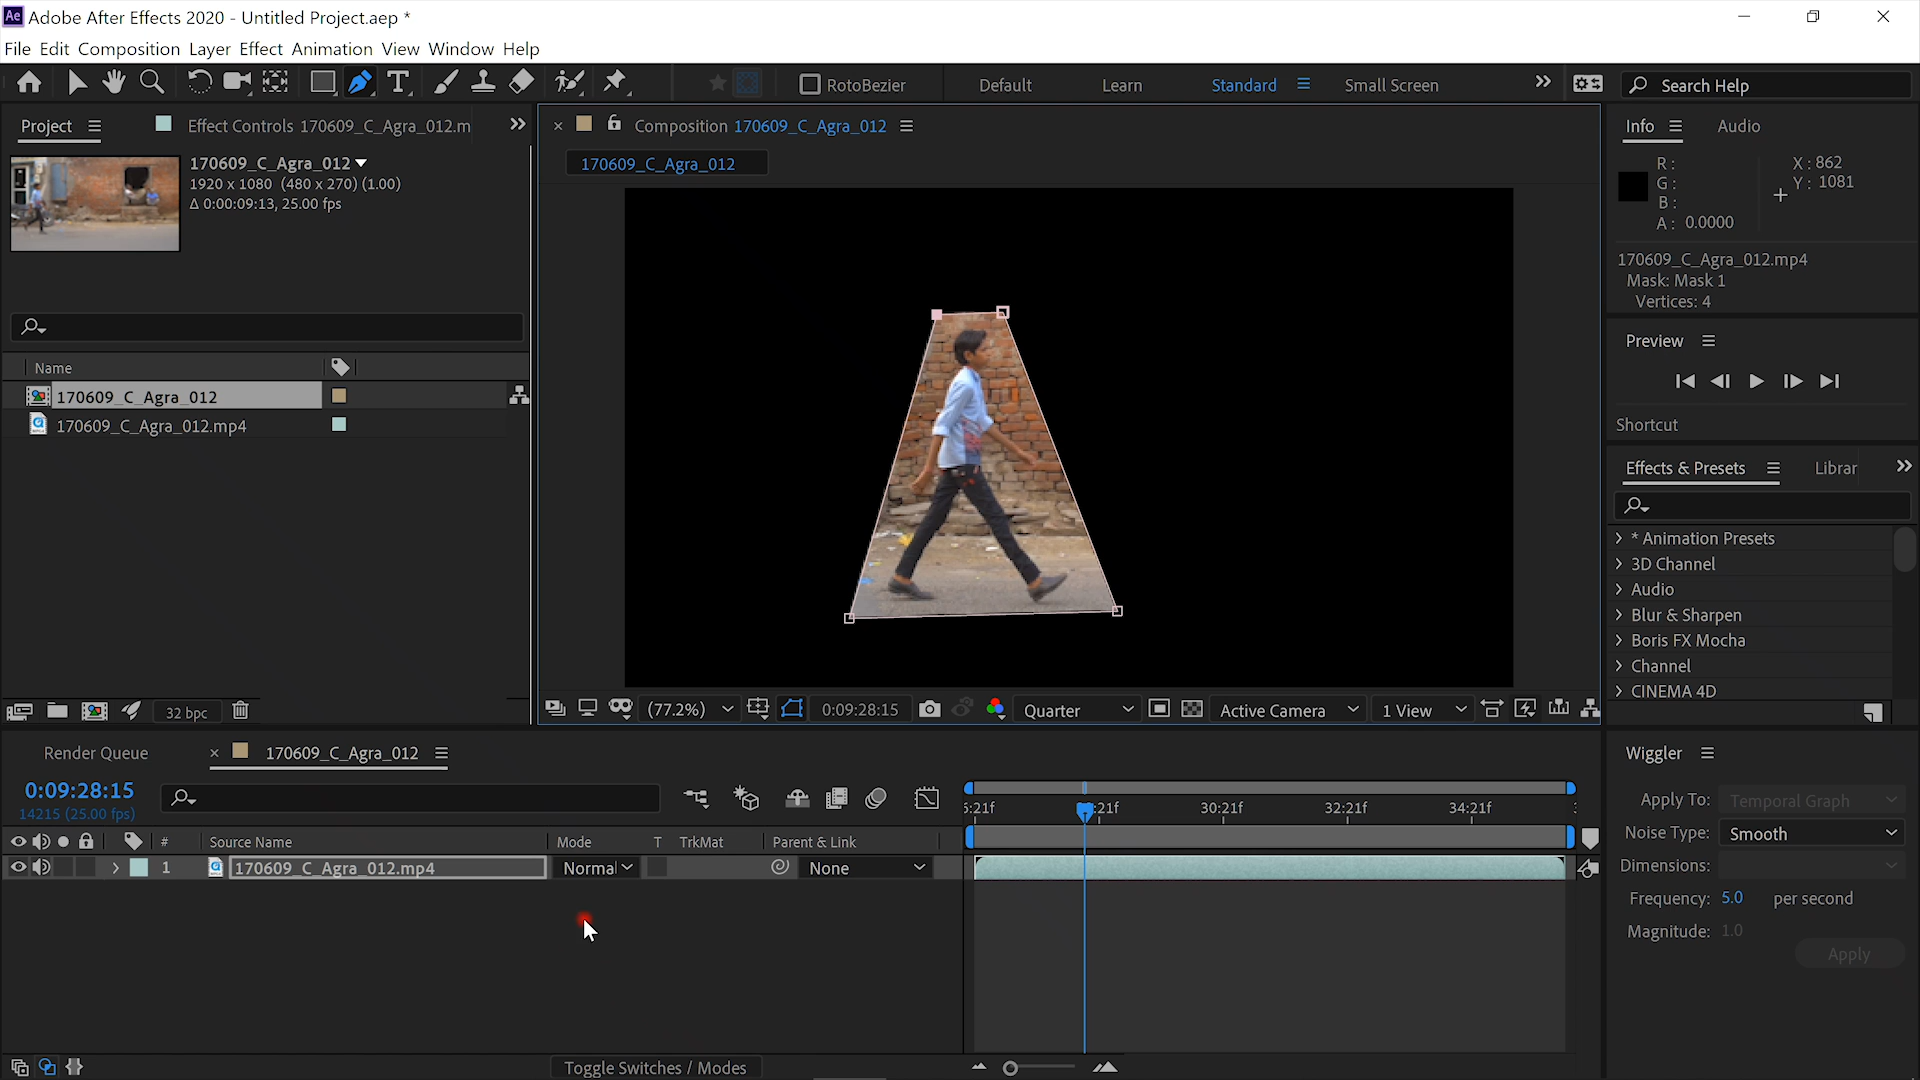 Ae Adobe After Effects 2020 - Untitled Project.aep *
File Edit Composition Layer Effect Animation View Window Help
T RotoBezier Default Learn Standard Small Screen Search Help
Project Effect Controls 170609_C_Agra_012.m
Composition 170609_C_Agra_012
170609_C_Agra_012
170609_C_Agra_012
1920 x 1080 (480 x 270) (1.00)
Δ 0:00:09:13, 25.00 fps
Name
170609_C_Agra_012
170609_C_Agra_012.mp4
32 bpc
(77.2%) 0:09:28:15 Quarter Active Camera 1 View
Info Audio
R: X: 862
G: Y: 1081
B:
A: 0.0000
170609_C_Agra_012.mp4
Mask: Mask 1
Vertices: 4
Preview
Shortcut
Effects & Presets Librar
* Animation Presets
3D Channel
Audio
Blur & Sharpen
Boris FX Mocha
Channel
CINEMA 4D
Render Queue 170609_C_Agra_012
0:09:28:15
14215 (25.00 fps)
5:21f :21f 30:21f 32:21f 34:21f
# Source Name Mode T TrkMat Parent & Link
1 170609_C_Agra_012.mp4 Normal None
Toggle Switches / Modes
Wiggler
Apply To: Temporal Graph
Noise Type: Smooth
Dimensions:
Frequency: 5.0 per second
Magnitude: 1.0
Apply